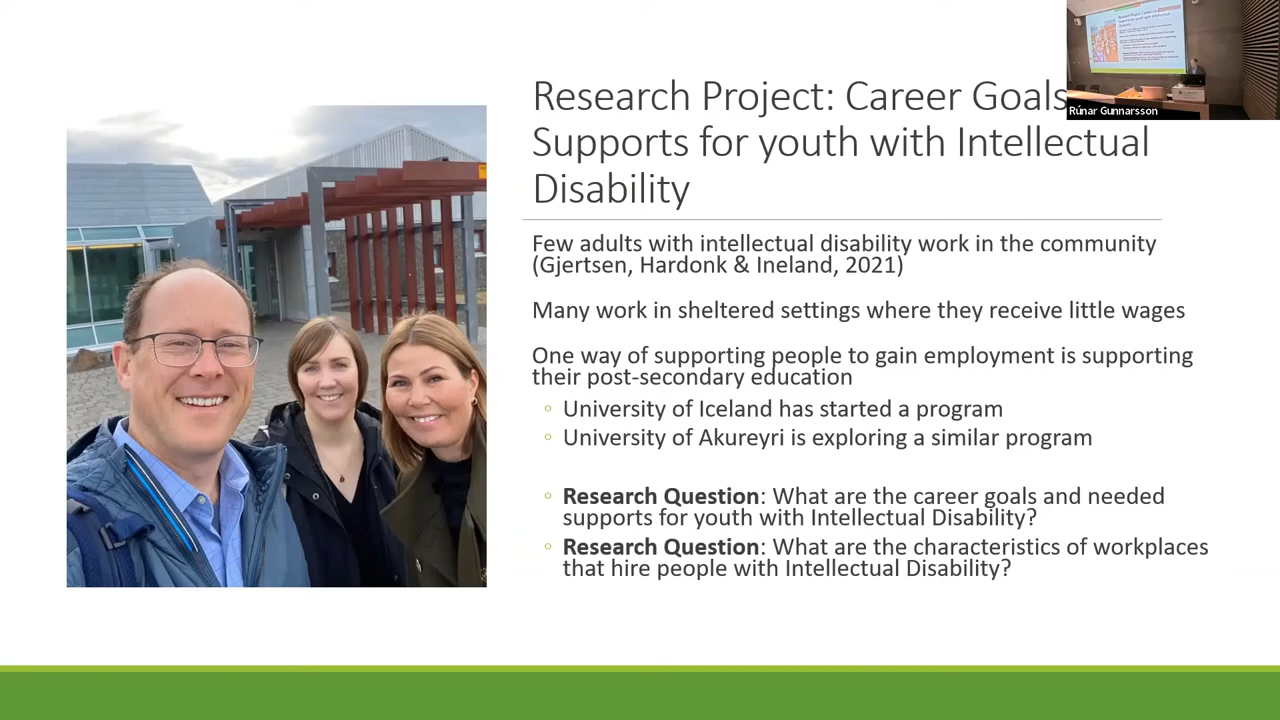 Research Project: Career Goals
Supports for youth with Intellectual
Disability
Rúnar Gunnarsson
Few adults with intellectual disability work in the community
(Gjertsen, Hardonk & Ineland, 2021)
Many work in sheltered settings where they receive little wages
One way of supporting people to gain employment is supporting
their post-secondary education
◦ University of Iceland has started a program
◦ University of Akureyri is exploring a similar program
◦ Research Question: What are the career goals and needed
supports for youth with Intellectual Disability?
◦ Research Question: What are the characteristics of workplaces
that hire people with Intellectual Disability?